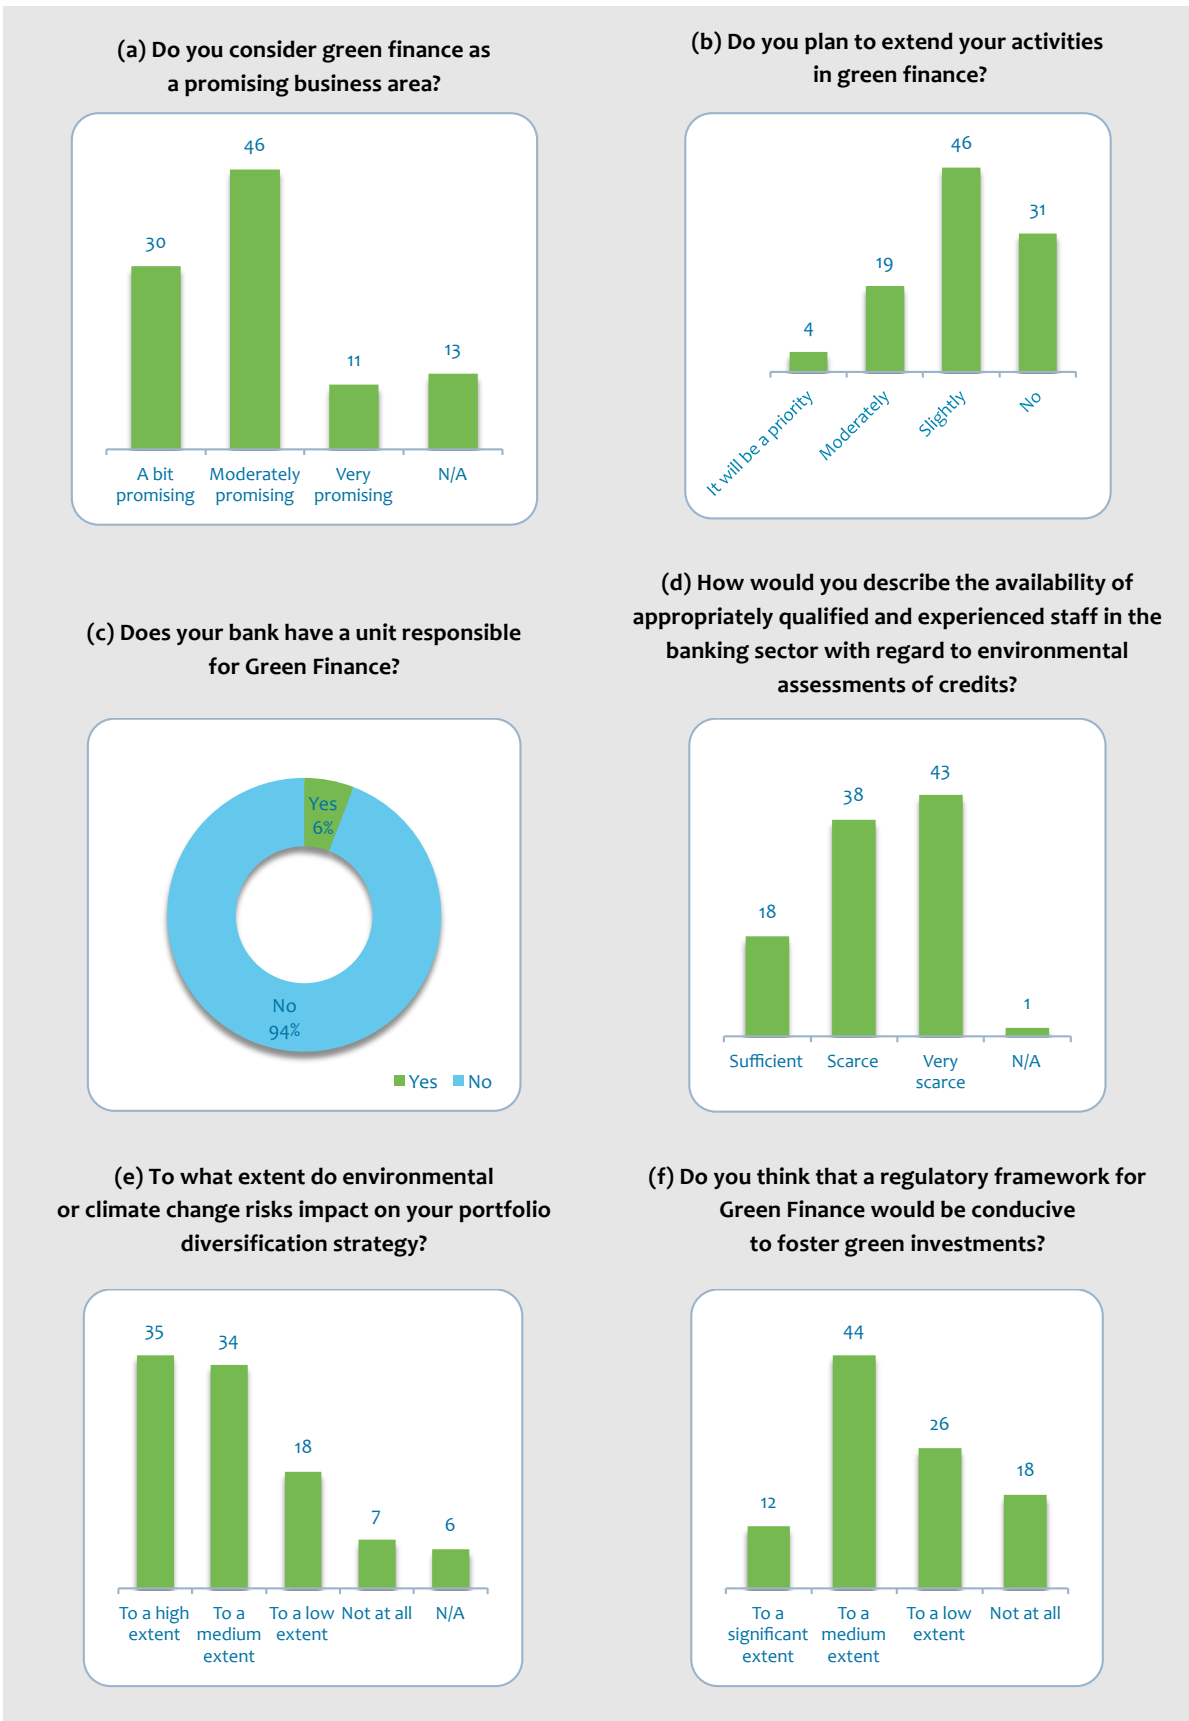 (a) Do you consider green finance as
a promising business area?
46
30
11
13
A bit
promising
Moderately
promising
Very
promising
N/A
(b) Do you plan to extend your activities
in green finance?
4
19
46
31
It will be a priority
Moderately
Slightly
No
(c) Does your bank have a unit responsible
for Green Finance?
Yes
6%
No
94%
Yes No
(d) How would you describe the availability of
appropriately qualified and experienced staff in the
banking sector with regard to environmental
assessments of credits?
18
38
43
1
Sufficient
Scarce
Very
scarce
N/A
(e) To what extent do environmental
or climate change risks impact on your portfolio
diversification strategy?
35
34
18
7
6
To a high
extent
To a
medium
extent
To a low
extent
Not at all
N/A
(f) Do you think that a regulatory framework for
Green Finance would be conducive
to foster green investments?
12
44
26
18
To a
significant
extent
To a
medium
extent
To a low
extent
Not at all